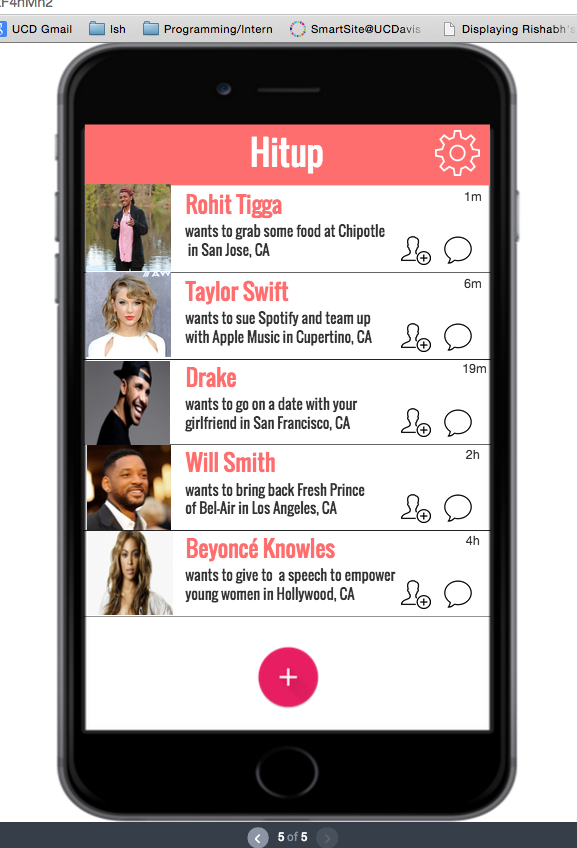 F4hMh2
UCD Gmail Ish Programming/Intern SmartSite@UCDavis Displaying Rishabh's
Hitup
Rohit Tigga 1m
wants to grab some food at Chipotle
in San Jose, CA
Taylor Swift 6m
wants to sue Spotify and team up
with Apple Music in Cupertino, CA
Drake 19m
wants to go on a date with your
girlfriend in San Francisco, CA
Will Smith 2h
wants to bring back Fresh Prince
of Bel-Air in Los Angeles, CA
Beyoncé Knowles 4h
wants to give to a speech to empower
young women in Hollywood, CA
5 of 5